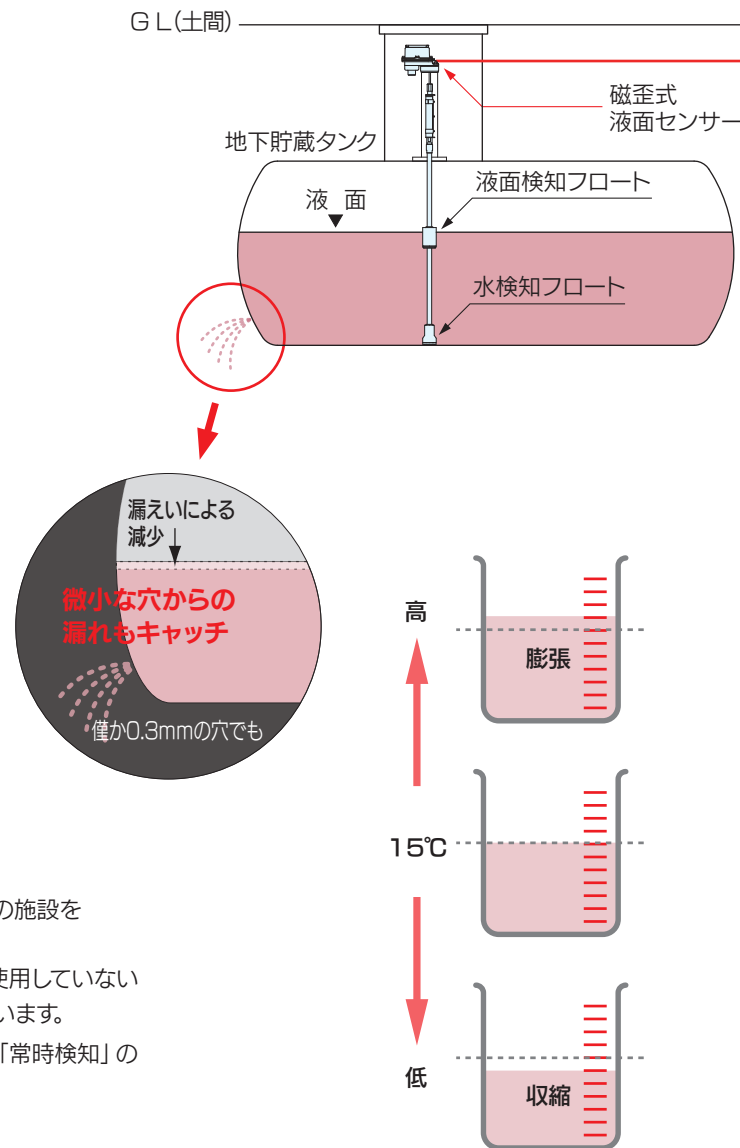 GL(土間)
磁歪式
液面センサー
地下貯蔵タンク
液面検知フロート
液 面
水検知フロート
漏えいによる
減少
微小な穴からの
漏れもキャッチ
僅か0.3mmの穴でも
高
膨張
15℃
低
収縮
の施設を
使用していない
います。
「常時検知」の